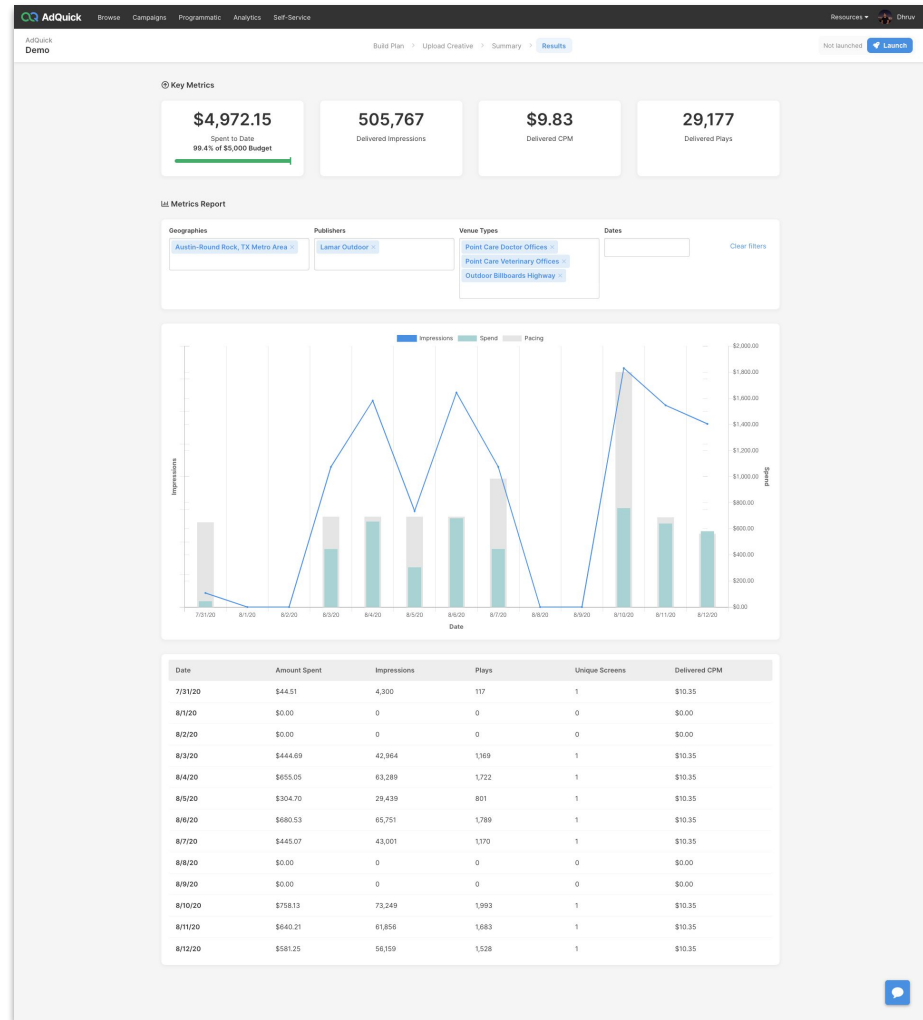 AdQuick Browse Campaigns Programmatic Analytics Self-Service Resources Dhruv
AdQuick
Demo
Build Plan > Upload Creative > Summary > Results
Not launched Launch
Key Metrics
$4,972.15
Spent to Date
99.4% of $5,000 Budget
505,767
Delivered Impressions
$9.83
Delivered CPM
29,177
Delivered Plays
Metrics Report
Geographies
Austin-Round Rock, TX Metro Area ×
Publishers
Lamar Outdoor ×
Venue Types
Point Care Doctor Offices ×
Point Care Veterinary Offices ×
Outdoor Billboards Highway ×
Dates
Clear filters
Impressions Spend Pacing
$2,000.00
$1,800.00
$1,600.00
$1,400.00
$1,200.00
$1,000.00
$800.00
$600.00
$400.00
$200.00
$0.00
Impressions
Spend
7/31/20 8/1/20 8/2/20 8/3/20 8/4/20 8/5/20 8/6/20 8/7/20 8/8/20 8/9/20 8/10/20 8/11/20 8/12/20
Date
Date Amount Spent Impressions Plays Unique Screens Delivered CPM
7/31/20 $44.51 4,300 117 1 $10.35
8/1/20 $0.00 0 0 0 $0.00
8/2/20 $0.00 0 0 0 $0.00
8/3/20 $444.69 42,964 1,169 1 $10.35
8/4/20 $655.05 63,289 1,722 1 $10.35
8/5/20 $304.70 29,439 801 1 $10.35
8/6/20 $680.53 65,751 1,789 1 $10.35
8/7/20 $445.07 43,001 1,170 1 $10.35
8/8/20 $0.00 0 0 0 $0.00
8/9/20 $0.00 0 0 0 $0.00
8/10/20 $758.13 73,249 1,993 1 $10.35
8/11/20 $640.21 61,856 1,683 1 $10.35
8/12/20 $581.25 56,159 1,528 1 $10.35